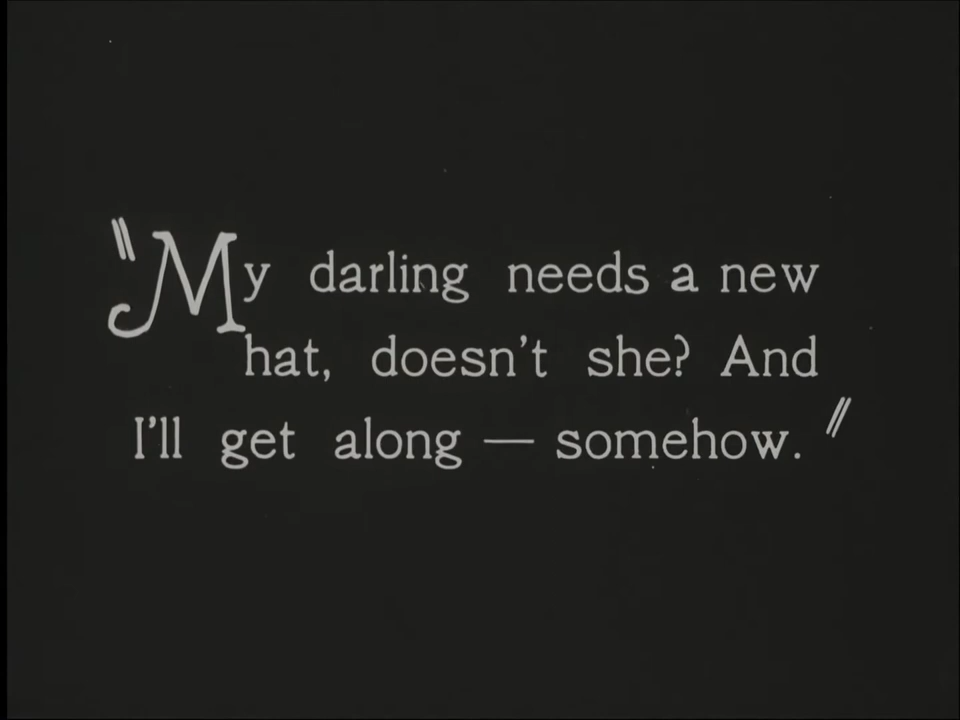 "My darling needs a new
hat, doesn't she? And
I'll get along — somehow."